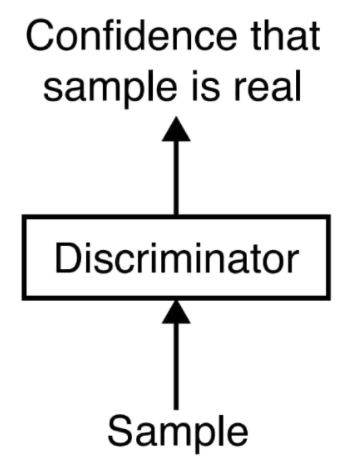 Confidence that
sample is real
Discriminator
Sample